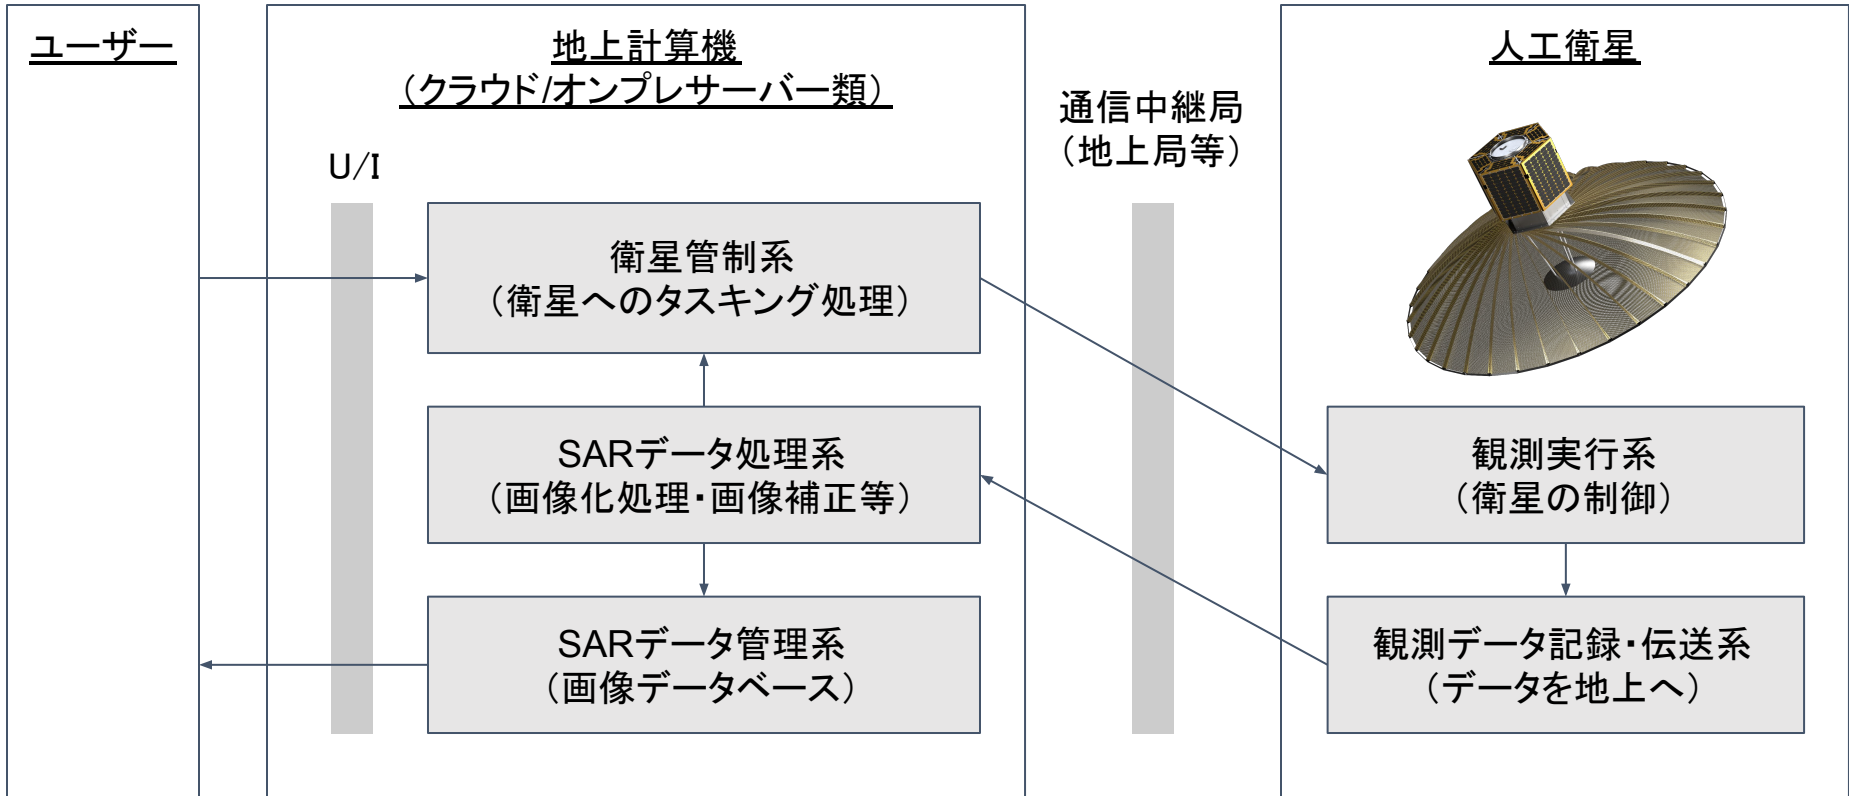 ユーザー
地上計算機
（クラウド/オンプレサーバー類）
U/I
衛星管制系
（衛星へのタスキング処理）
SARデータ処理系
（画像化処理・画像補正等）
SARデータ管理系
（画像データベース）
通信中継局
（地上局等）
人工衛星
観測実行系
（衛星の制御）
観測データ記録・伝送系
（データを地上へ）